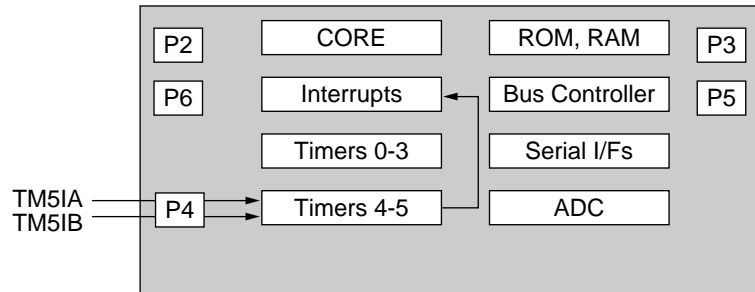 P2
CORE
ROM, RAM
P3
P6
Interrupts
Bus Controller
P5
Timers 0-3
Serial I/Fs
TM5IA
TM5IB
P4
Timers 4-5
ADC